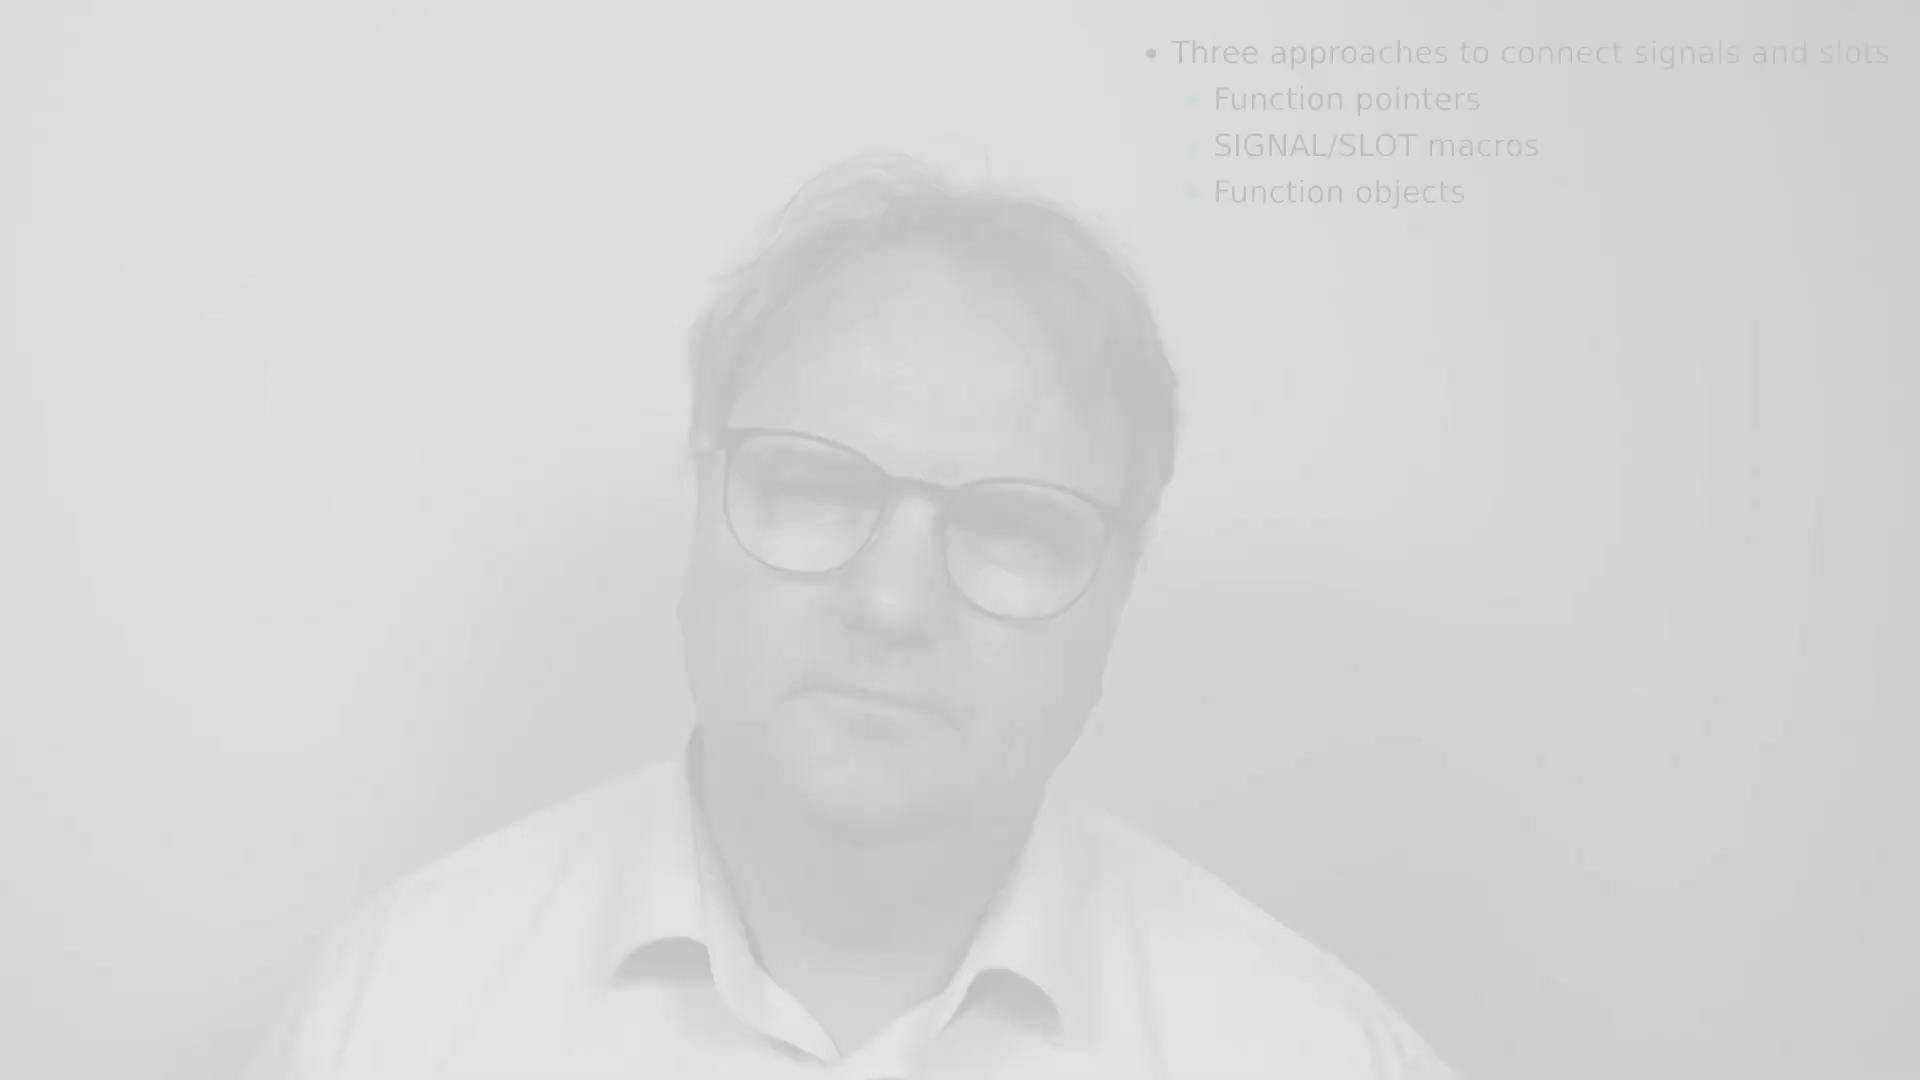 Three approaches to connect signals and slots
Function pointers
SIGNAL/SLOT macros
Function objects